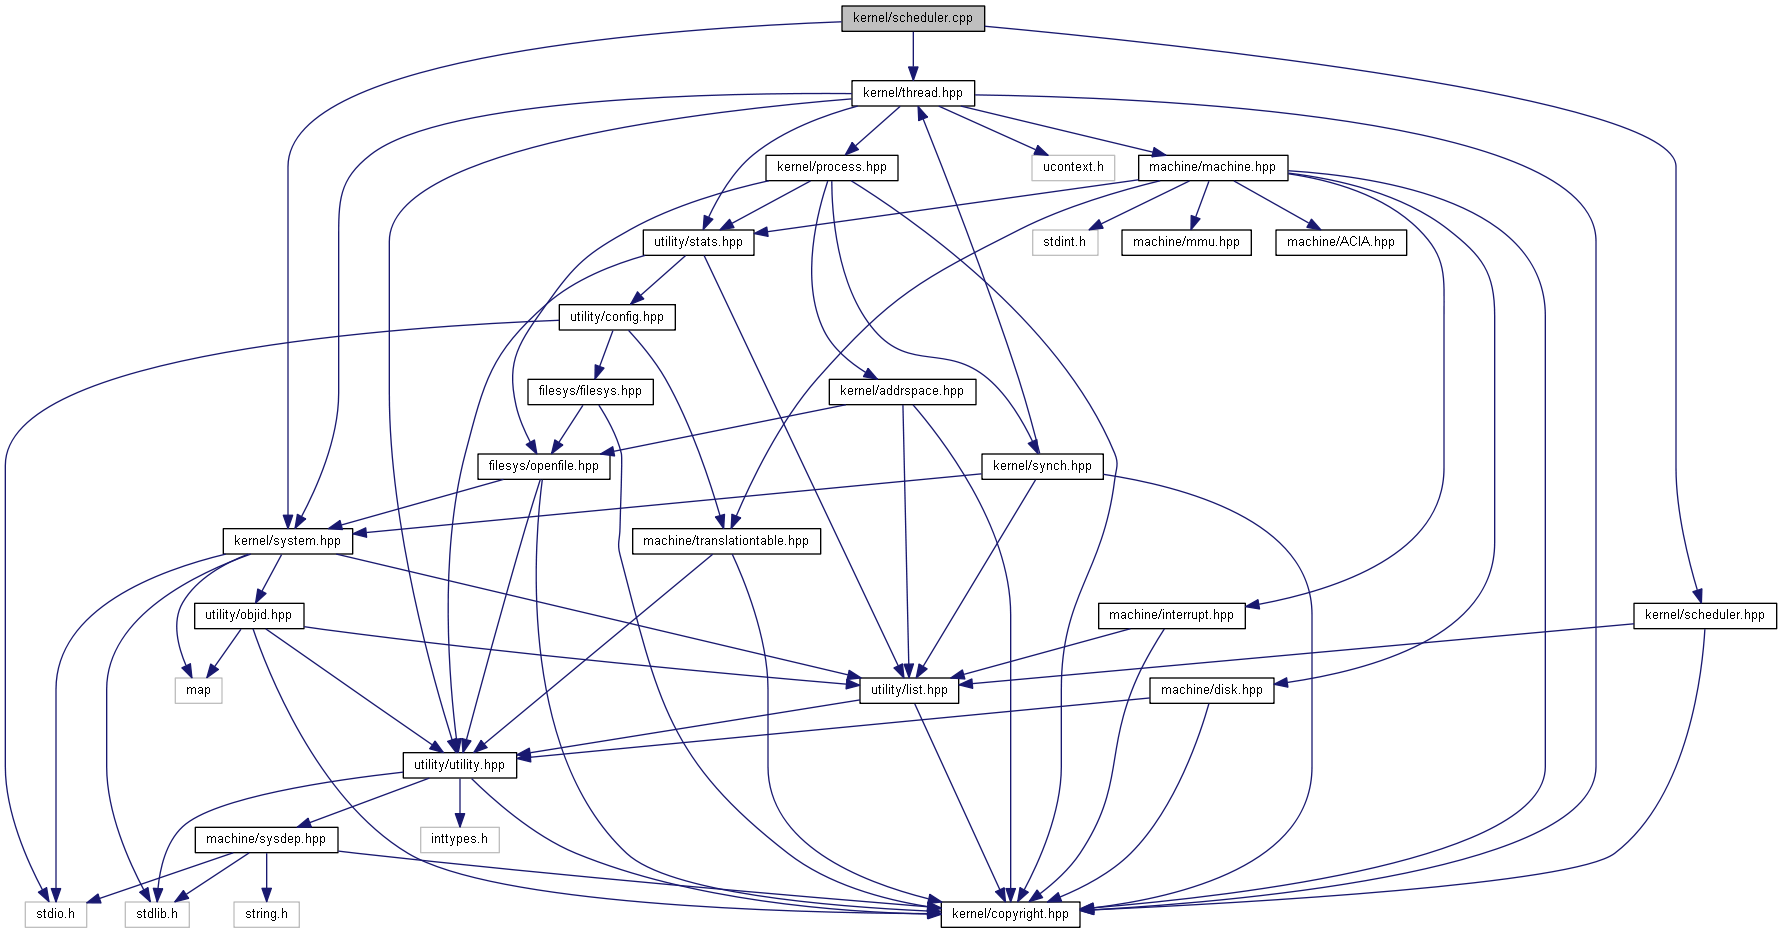 kernel/scheduler.cpp
kernel/thread.hpp
kernel/process.hpp
ucontext.h
machine/machine.hpp
utility/stats.hpp
stdint.h
machine/mmu.hpp
machine/ACIA.hpp
utility/config.hpp
filesys/filesys.hpp
kernel/addrspace.hpp
filesys/openfile.hpp
kernel/synch.hpp
kernel/system.hpp
machine/translationtable.hpp
utility/objid.hpp
machine/interrupt.hpp
kernel/scheduler.hpp
map
utility/list.hpp
machine/disk.hpp
utility/utility.hpp
machine/sysdep.hpp
inttypes.h
stdio.h
stdlib.h
string.h
kernel/copyright.hpp